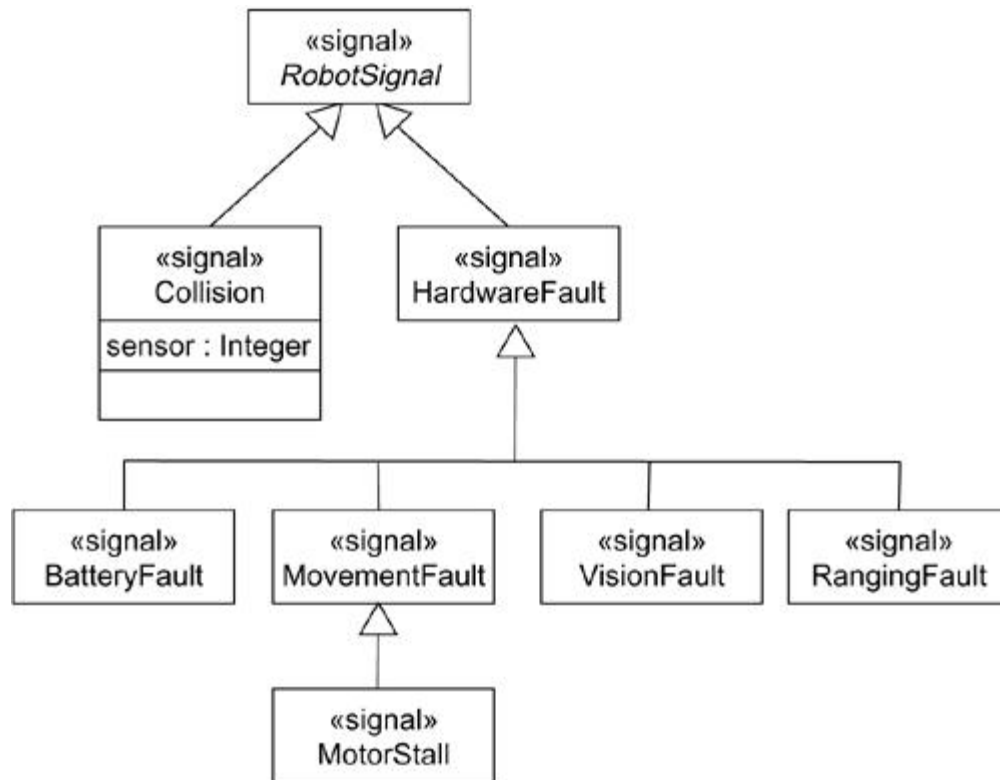 «signal»
RobotSignal
«signal»
Collision
sensor : Integer
«signal»
HardwareFault
«signal»
BatteryFault
«signal»
MovementFault
«signal»
VisionFault
«signal»
RangingFault
«signal»
MotorStall